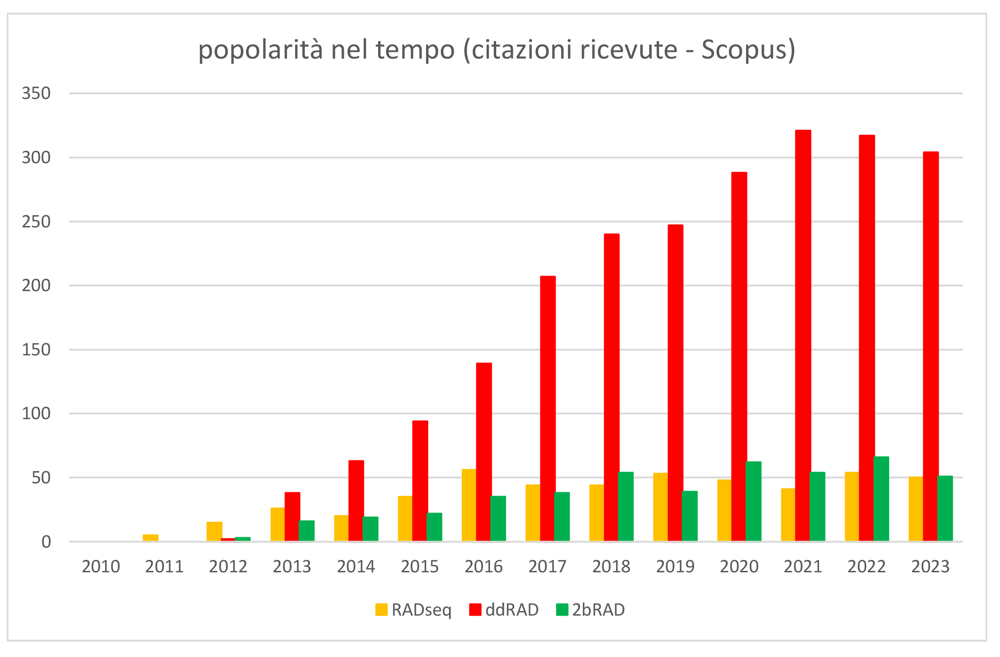 popolarità nel tempo (citazioni ricevute - Scopus)
350
300
250
200
150
100
50
0
2010 2011 2012 2013 2014 2015 2016 2017 2018 2019 2020 2021 2022 2023
RADseq ddRAD 2bRAD